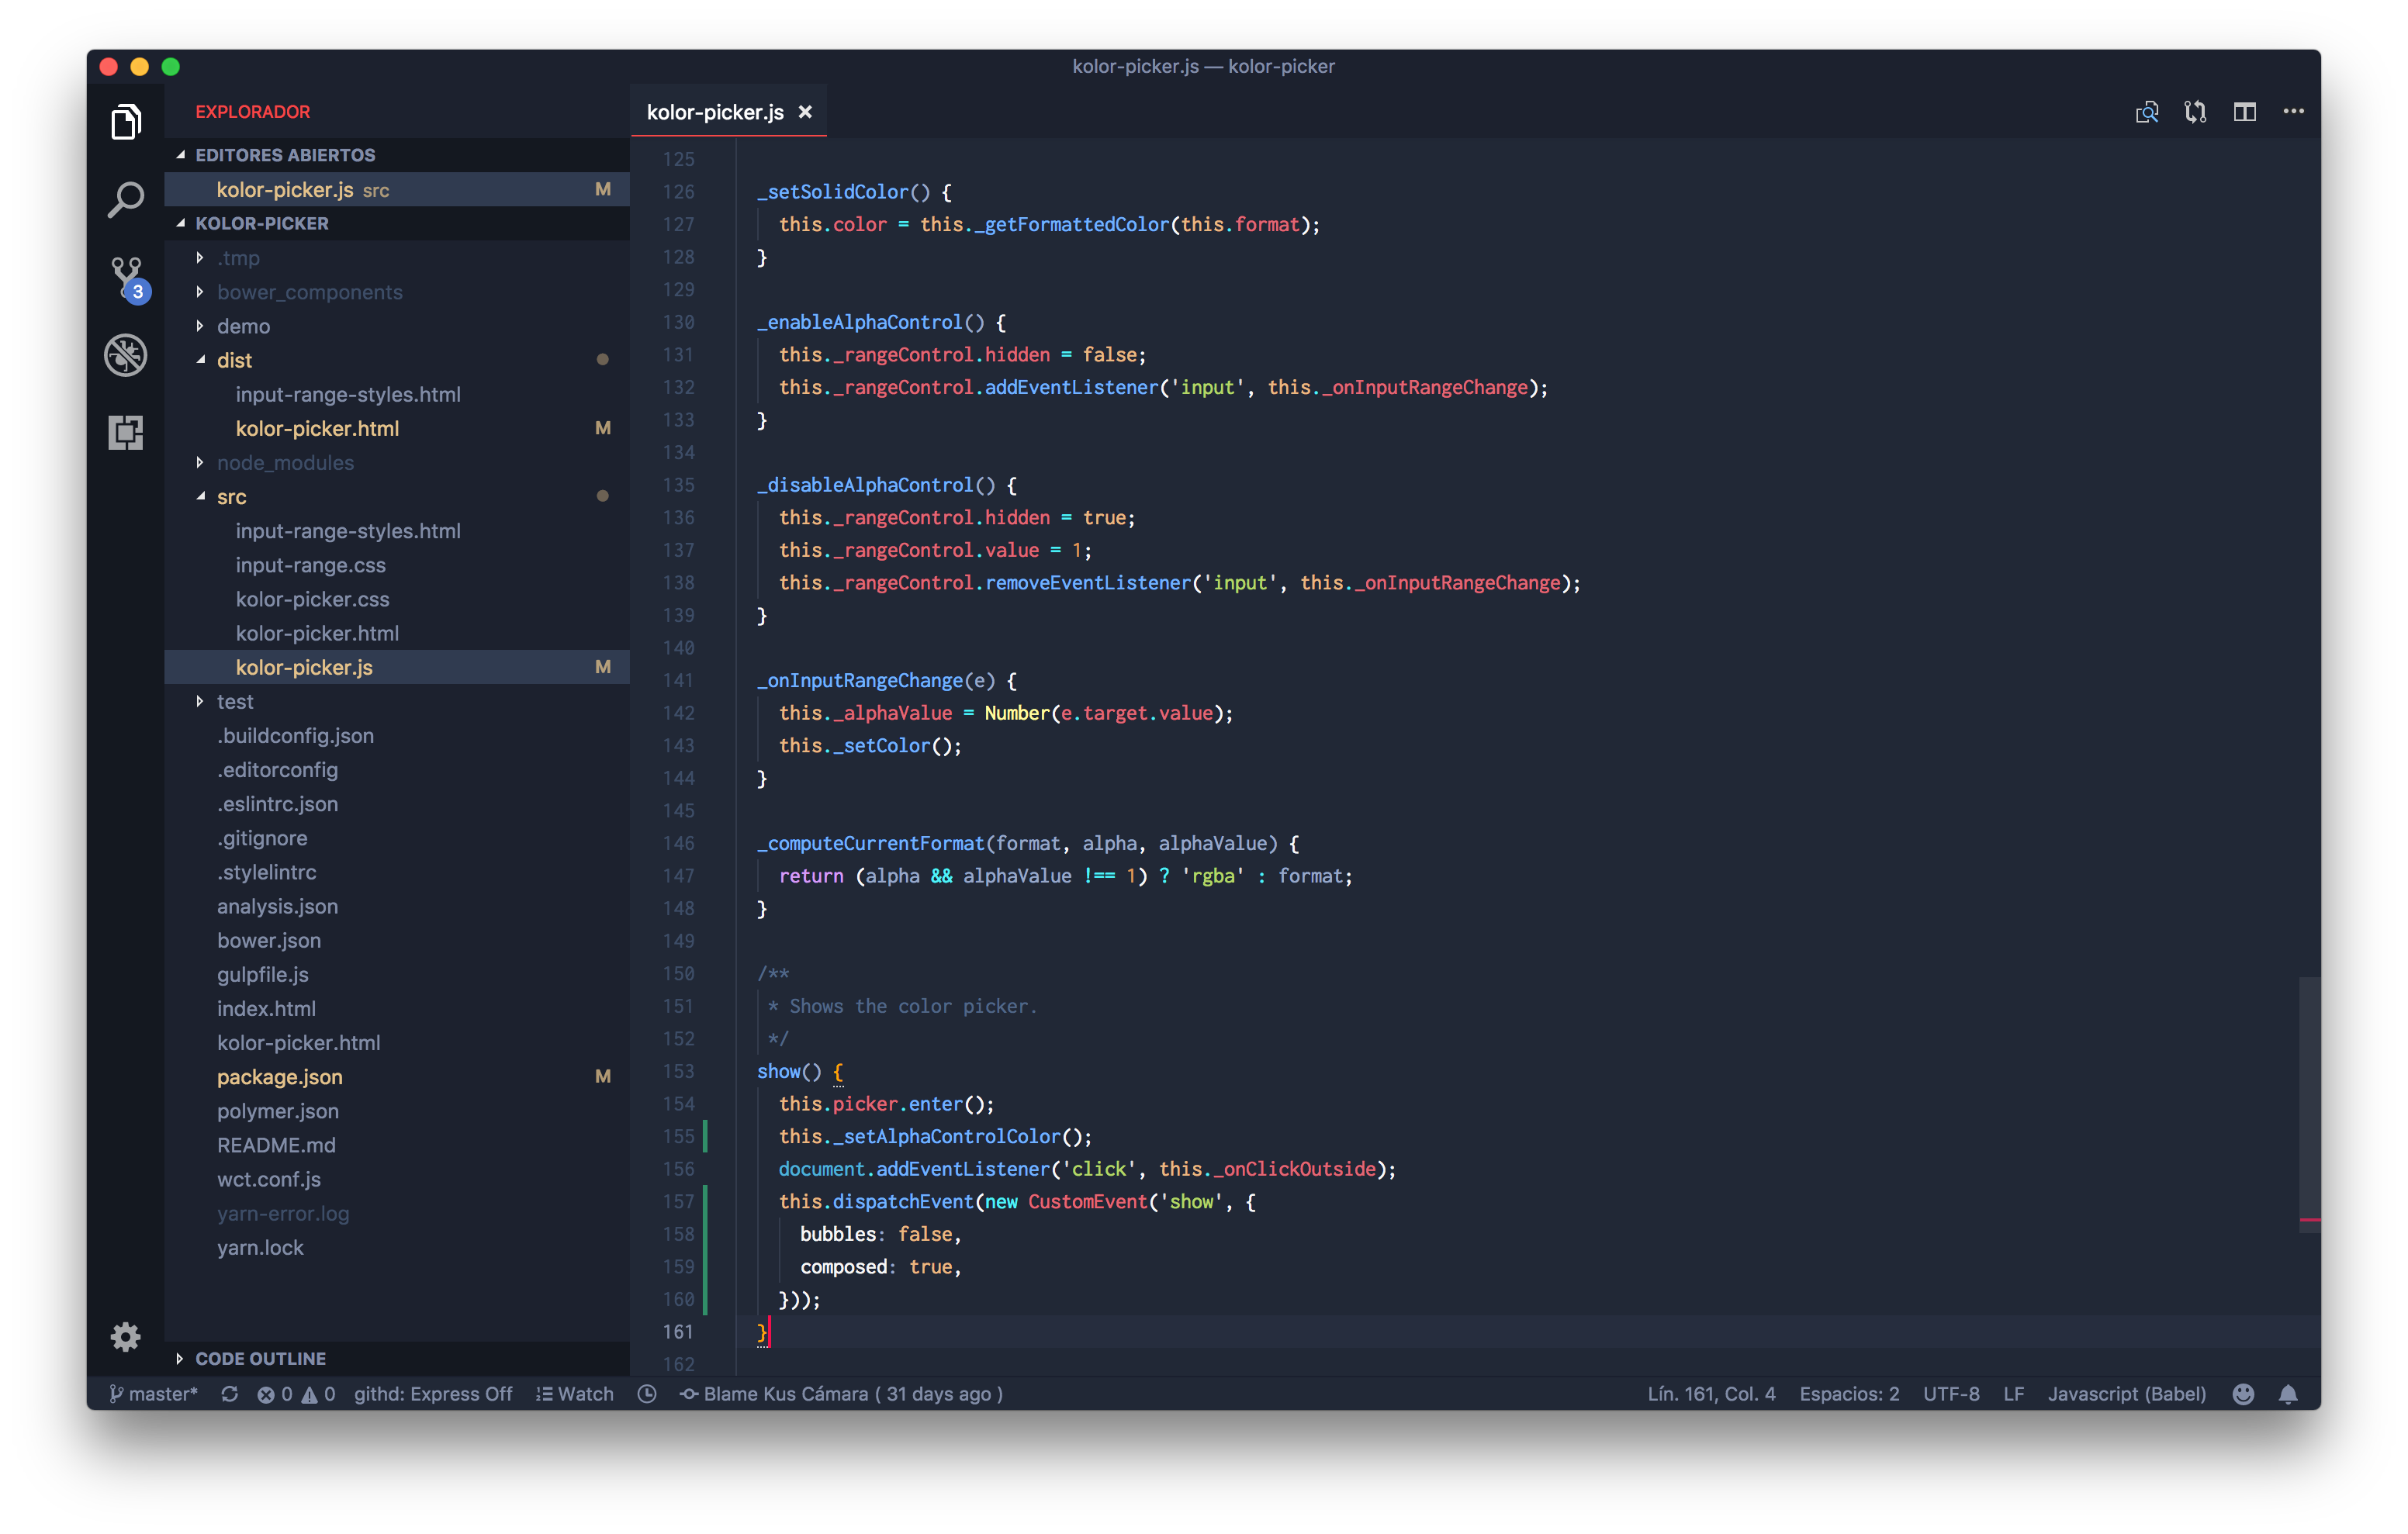 kolor-picker.js — kolor-picker
EXPLORADOR
EDITORES ABIERTOS
kolor-picker.js src M
KOLOR-PICKER
.tmp
bower_components
demo
dist
input-range-styles.html
kolor-picker.html M
node_modules
src
input-range-styles.html
input-range.css
kolor-picker.css
kolor-picker.html
kolor-picker.js M
test
.buildconfig.json
.editorconfig
.eslintrc.json
.gitignore
.stylelintrc
analysis.json
bower.json
gulpfile.js
index.html
kolor-picker.html
package.json M
polymer.json
README.md
wct.conf.js
yarn-error.log
yarn.lock
CODE OUTLINE
3
kolor-picker.js ×
125
126 _setSolidColor() {
127 this.color = this._getFormattedColor(this.format);
128 }
129
130 _enableAlphaControl() {
131 this._rangeControl.hidden = false;
132 this._rangeControl.addEventListener('input', this._onInputRangeChange);
133 }
134
135 _disableAlphaControl() {
136 this._rangeControl.hidden = true;
137 this._rangeControl.value = 1;
138 this._rangeControl.removeEventListener('input', this._onInputRangeChange);
139 }
140
141 _onInputRangeChange(e) {
142 this._alphaValue = Number(e.target.value);
143 this._setColor();
144 }
145
146 _computeCurrentFormat(format, alpha, alphaValue) {
147 return (alpha && alphaValue !== 1) ? 'rgba' : format;
148 }
149
150 /**
151 * Shows the color picker.
152 */
153 show() {
154 this.picker.enter();
155 this._setAlphaControlColor();
156 document.addEventListener('click', this._onClickOutside);
157 this.dispatchEvent(new CustomEvent('show', {
158 bubbles: false,
159 composed: true,
160 }));
161 }
162
master* 0 0 githd: Express Off Watch Blame Kus Cámara ( 31 days ago ) Lín. 161, Col. 4 Espacios: 2 UTF-8 LF Javascript (Babel)